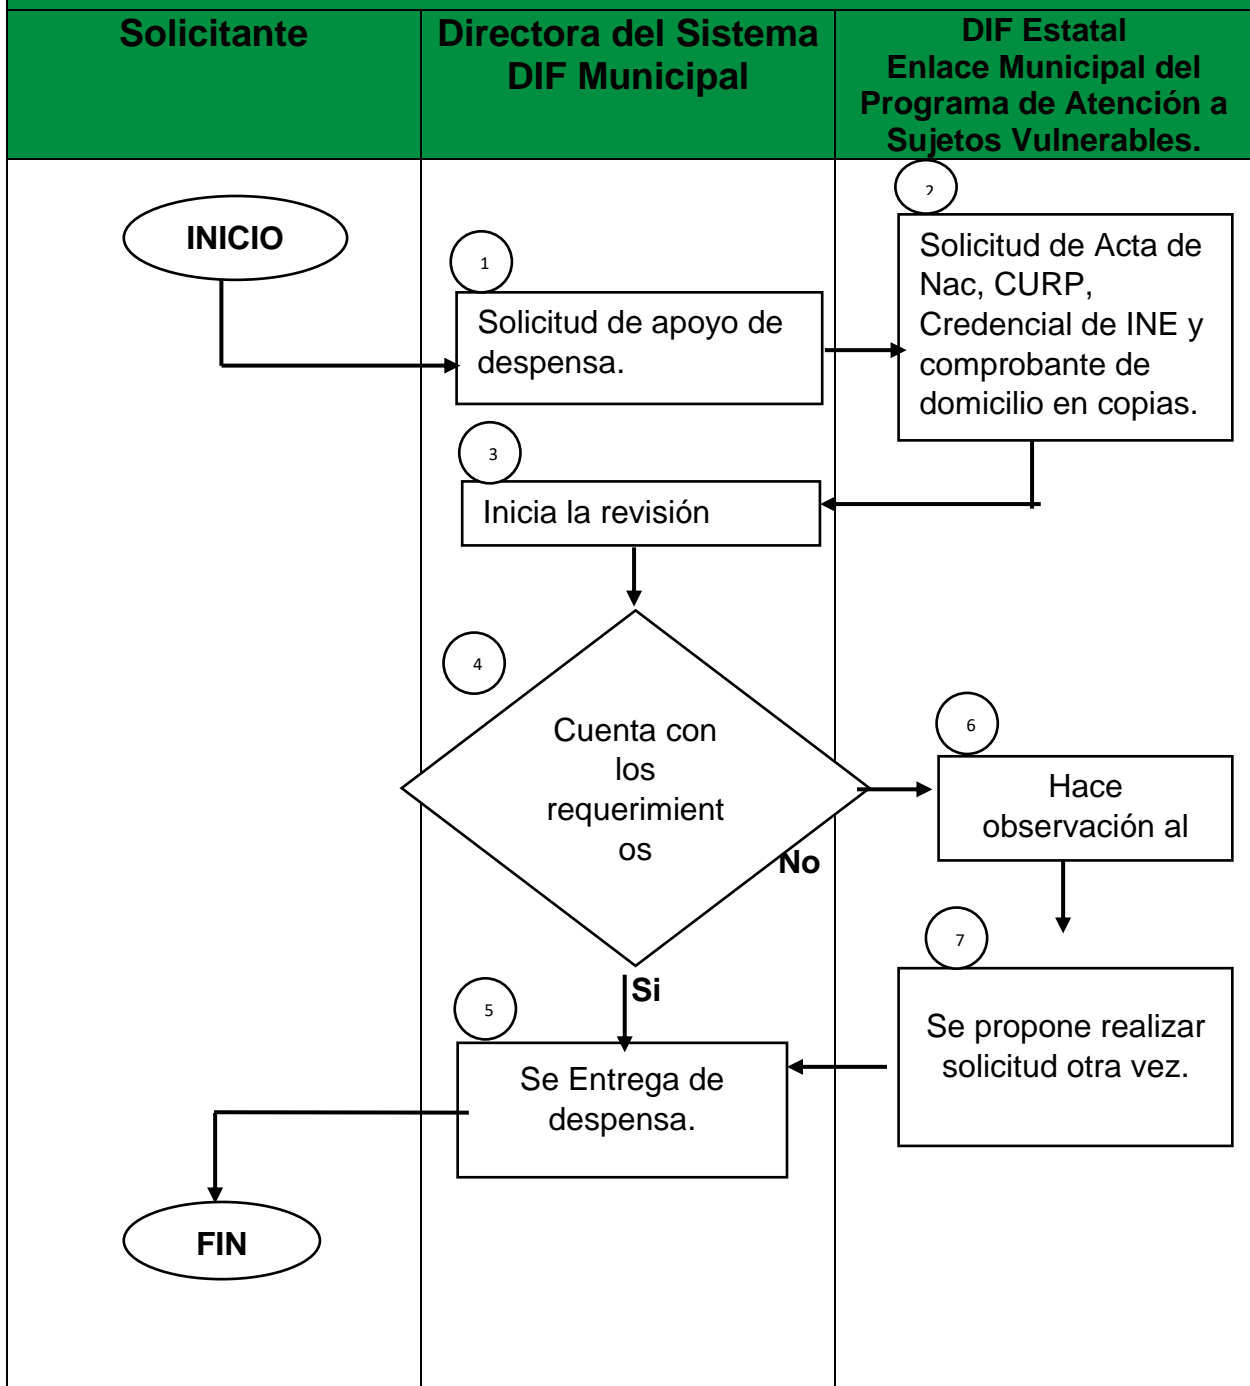 Solicitante
Directora del Sistema
DIF Municipal
DIF Estatal
Enlace Municipal del
Programa de Atención a
Sujetos Vulnerables.
INICIO
1
Solicitud de apoyo de
despensa.
2
Solicitud de Acta de
Nac, CURP,
Credencial de INE y
comprobante de
domicilio en copias.
3
Inicia la revisión
4
Cuenta con
los
requerimient
os
No
Si
6
Hace
observación al
7
Se propone realizar
solicitud otra vez.
5
Se Entrega de
despensa.
FIN